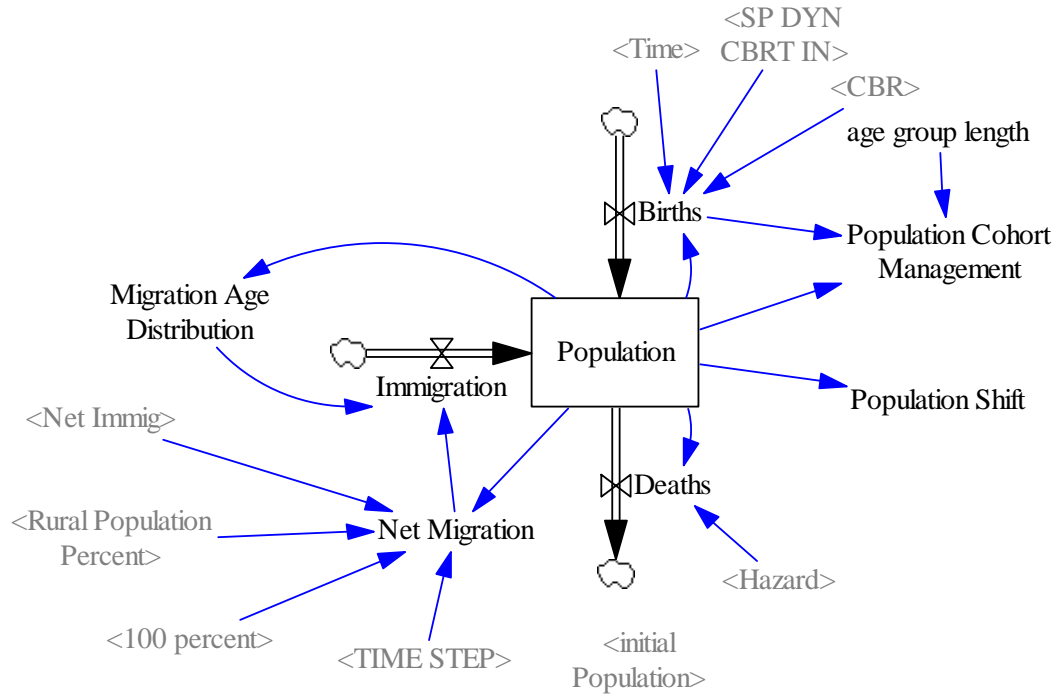 <SP DYN
CBRT IN>
<Time>
<CBR>
age group length
Births
Population Cohort
Management
Migration Age
Distribution
Population
Immigration
Population Shift
<Net Immig>
Deaths
<Rural Population
Percent>
Net Migration
<Hazard>
<100 percent>
<TIME STEP>
<initial
Population>